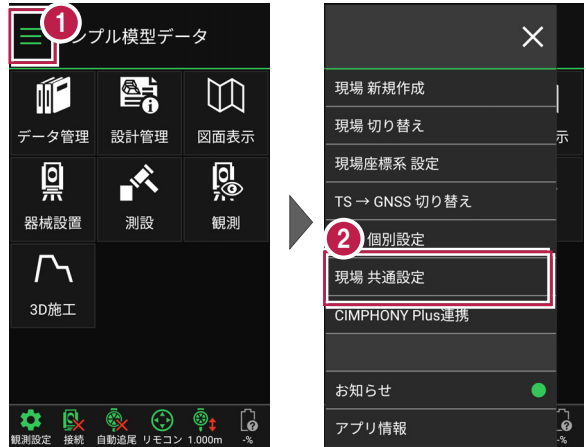 1
ンプル模型データ
データ管理
設計管理
図面表示
器械設置
測設
観測
3D施工
観測設定
接続
自動追尾
リモコン
1.000m
-%
現場 新規作成
現場 切り替え
現場座標系 設定
TS → GNSS 切り替え
2
個別設定
現場 共通設定
CIMPHONY Plus連携
お知らせ
アプリ情報
示
-%